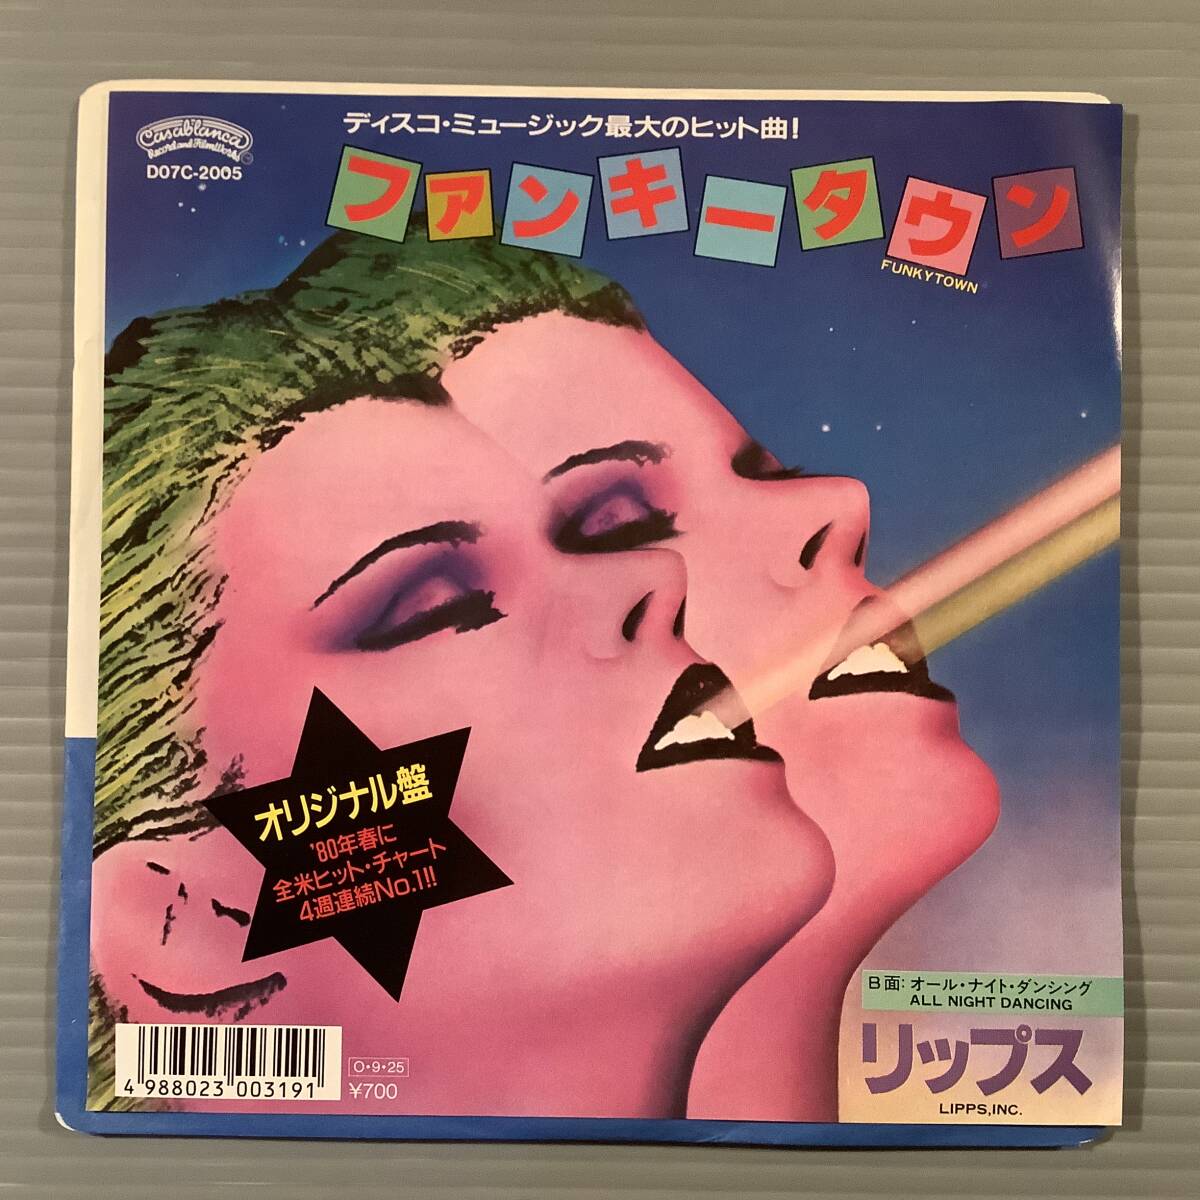 Casablanca
Record and FilmWorks
D07C-2005
ディスコ・ミュージック最大のヒット曲!
ファンキータウン
FUNKYTOWN
オリジナル盤
'80年春に
全米ヒット・チャート
4週連続No.1!!
B面:オール・ナイト・ダンシング
ALL NIGHT DANCING
リップス
LIPPS,INC.
4 988023 003191
O・9・25
¥700